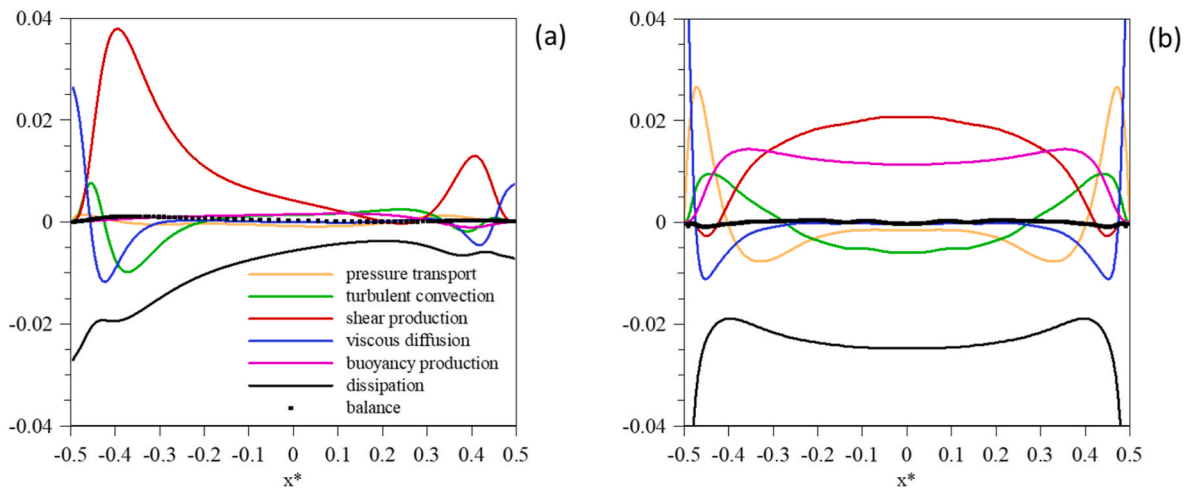 0.04
0.02
0
-0.02
-0.04
(a)
pressure transport
turbulent convection
shear production
viscous diffusion
buoyancy production
dissipation
balance
-0.5 -0.4 -0.3 -0.2 -0.1 0 0.1 0.2 0.3 0.4 0.5
x*
0.04
0.02
0
-0.02
-0.04
(b)
-0.5 -0.4 -0.3 -0.2 -0.1 0 0.1 0.2 0.3 0.4 0.5
x*